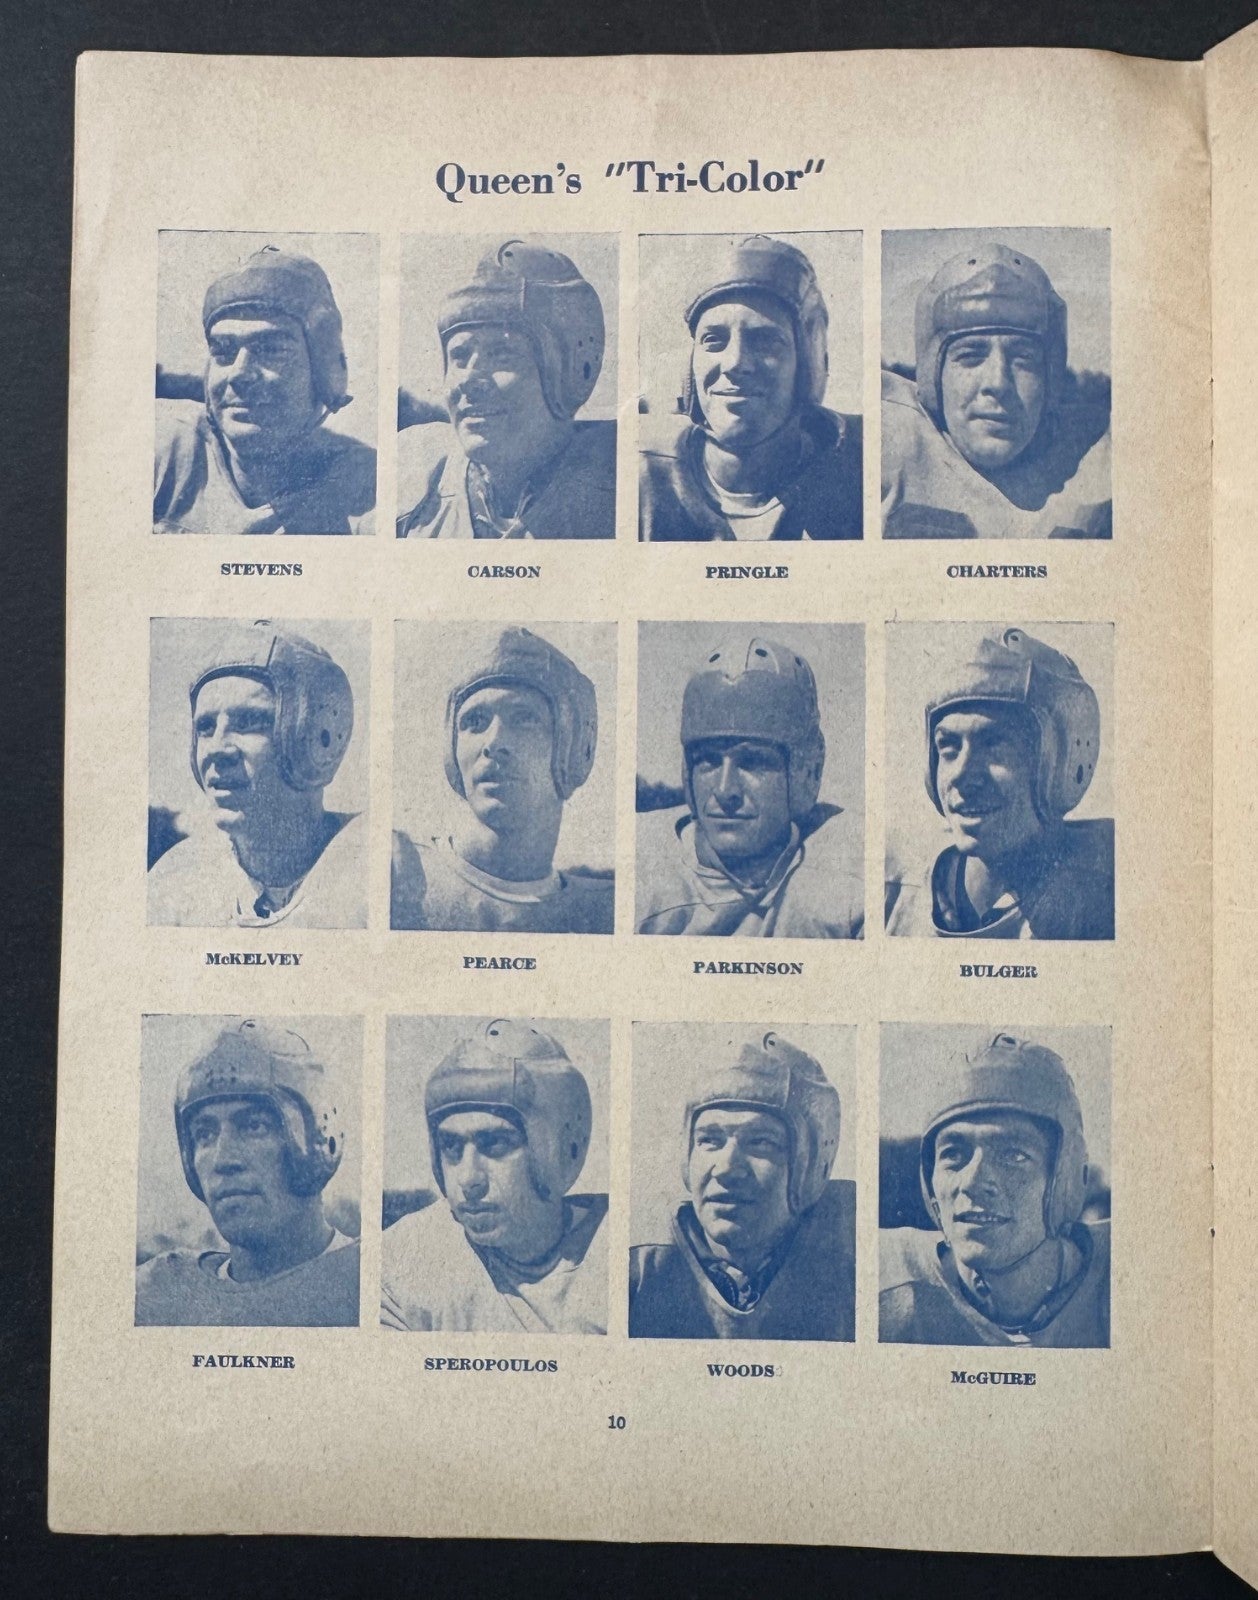 Queen's "Tri-Color"
STEVENS CARSON PRINGLE CHARTERS
McKELVEY PEARCE PARKINSON BULGER
FAULKNER SPEROPOULOS WOODS McGUIRE
10